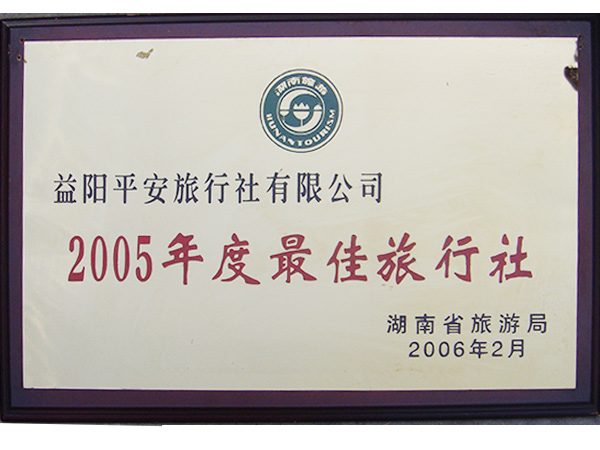 湖南旅游
HUNAN TOURISM
益阳平安旅行社有限公司
2005年度最佳旅行社
湖南省旅游局
2006年2月